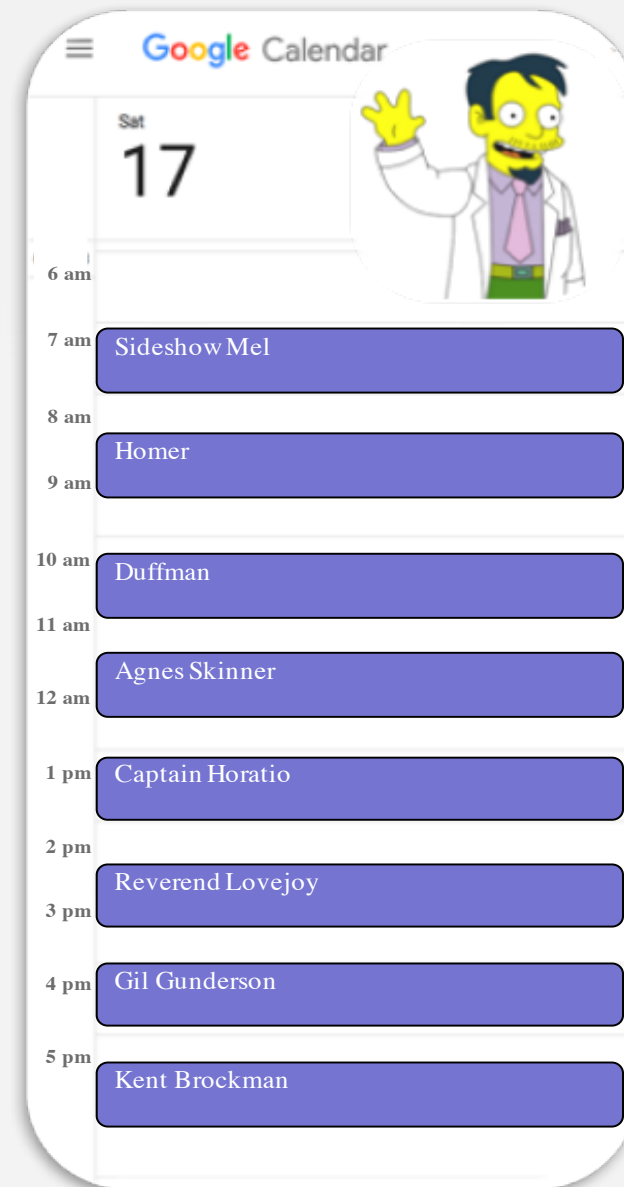 Google Calendar
Sat
17
6 am
7 am
Sideshow Mel
8 am
Homer
9 am
10 am
Duffman
11 am
Agnes Skinner
12 am
1 pm
Captain Horatio
2 pm
Reverend Lovejoy
3 pm
4 pm
Gil Gunderson
5 pm
Kent Brockman